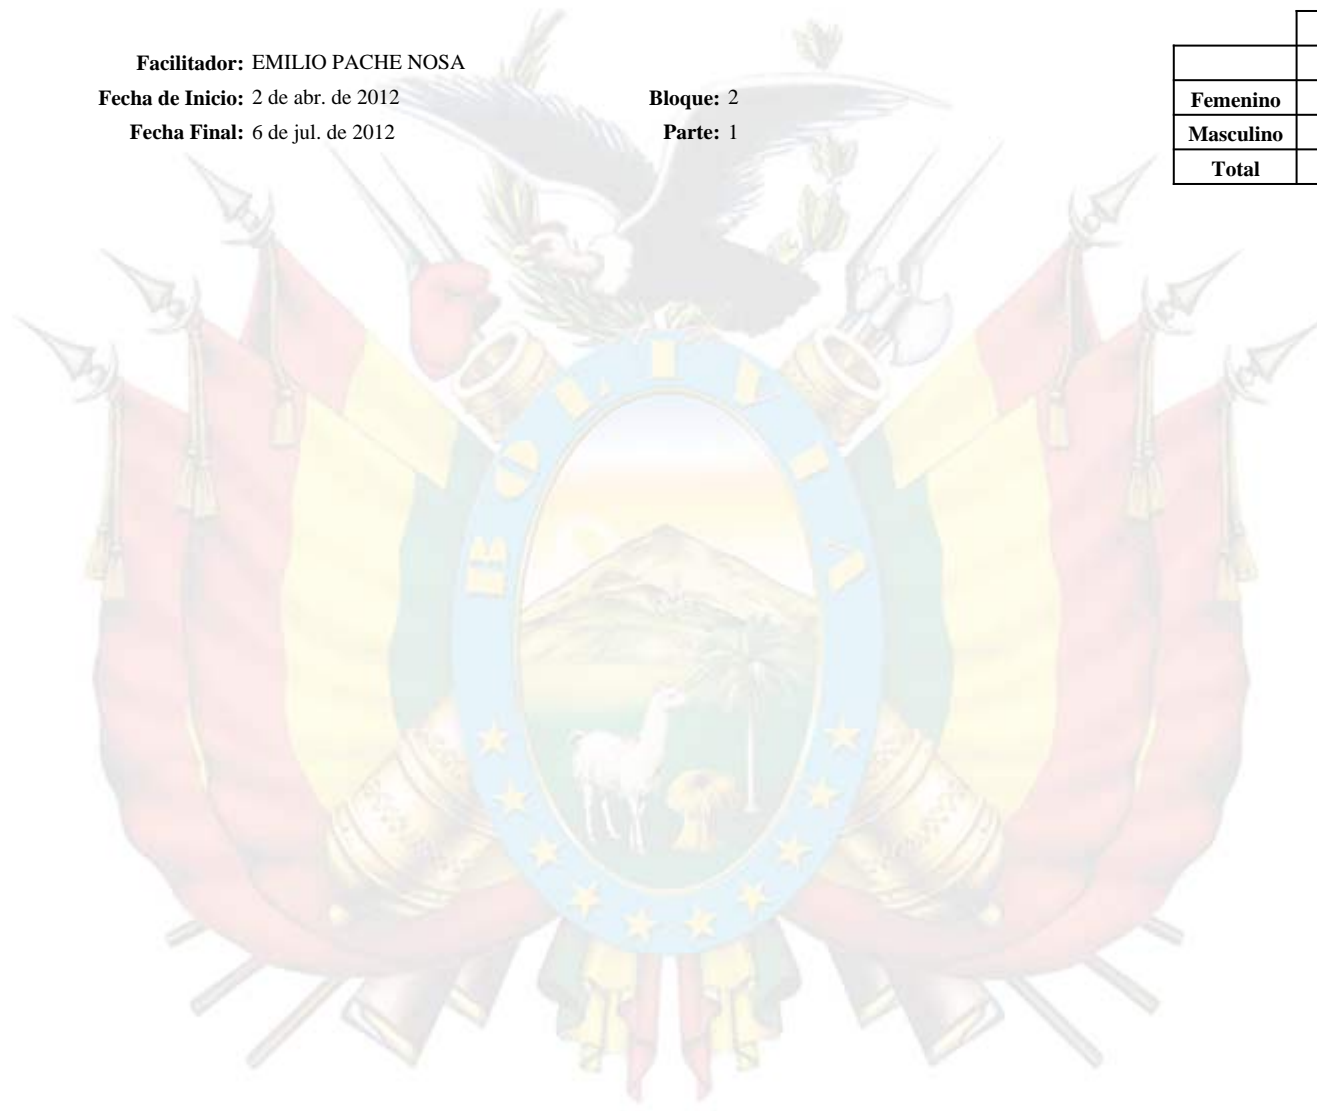 Facilitador: EMILIO PACHE NOSA
Fecha de Inicio: 2 de abr. de 2012 Bloque: 2
Fecha Final: 6 de jul. de 2012 Parte: 1
Femenino
Masculino
Total
BOLIVIA